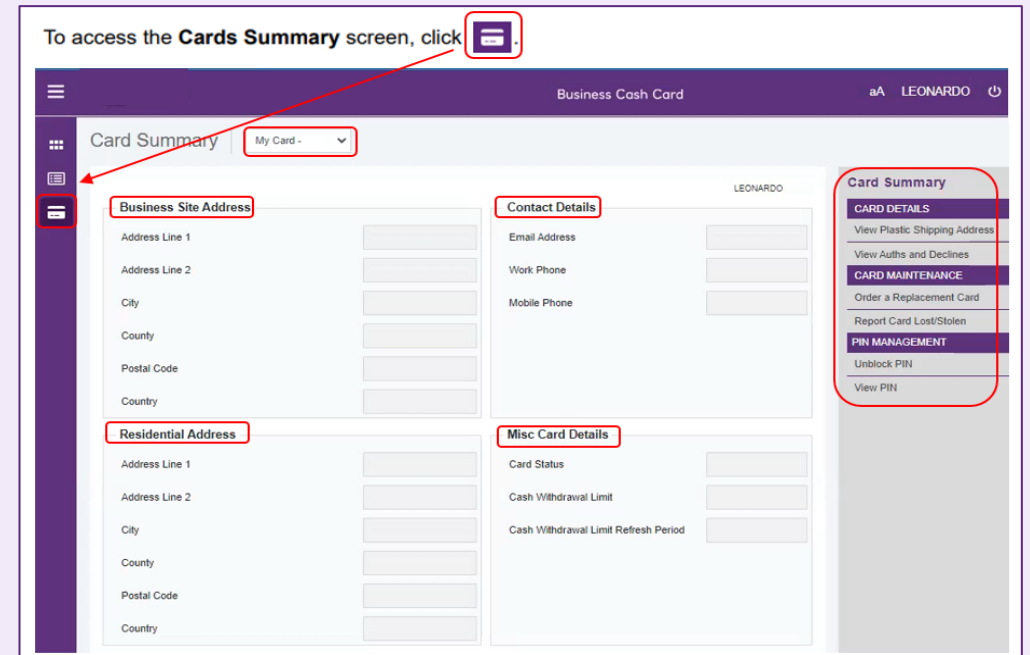 To access the Cards Summary screen, click .
Business Cash Card
aA LEONARDO
Card Summary
My Card -
LEONARDO
Business Site Address
Address Line 1
Address Line 2
City
County
Postal Code
Country
Contact Details
Email Address
Work Phone
Mobile Phone
Residential Address
Address Line 1
Address Line 2
City
County
Postal Code
Country
Misc Card Details
Card Status
Cash Withdrawal Limit
Cash Withdrawal Limit Refresh Period
Card Summary
CARD DETAILS
View Plastic Shipping Address
View Auths and Declines
CARD MAINTENANCE
Order a Replacement Card
Report Card Lost/Stolen
PIN MANAGEMENT
Unblock PIN
View PIN